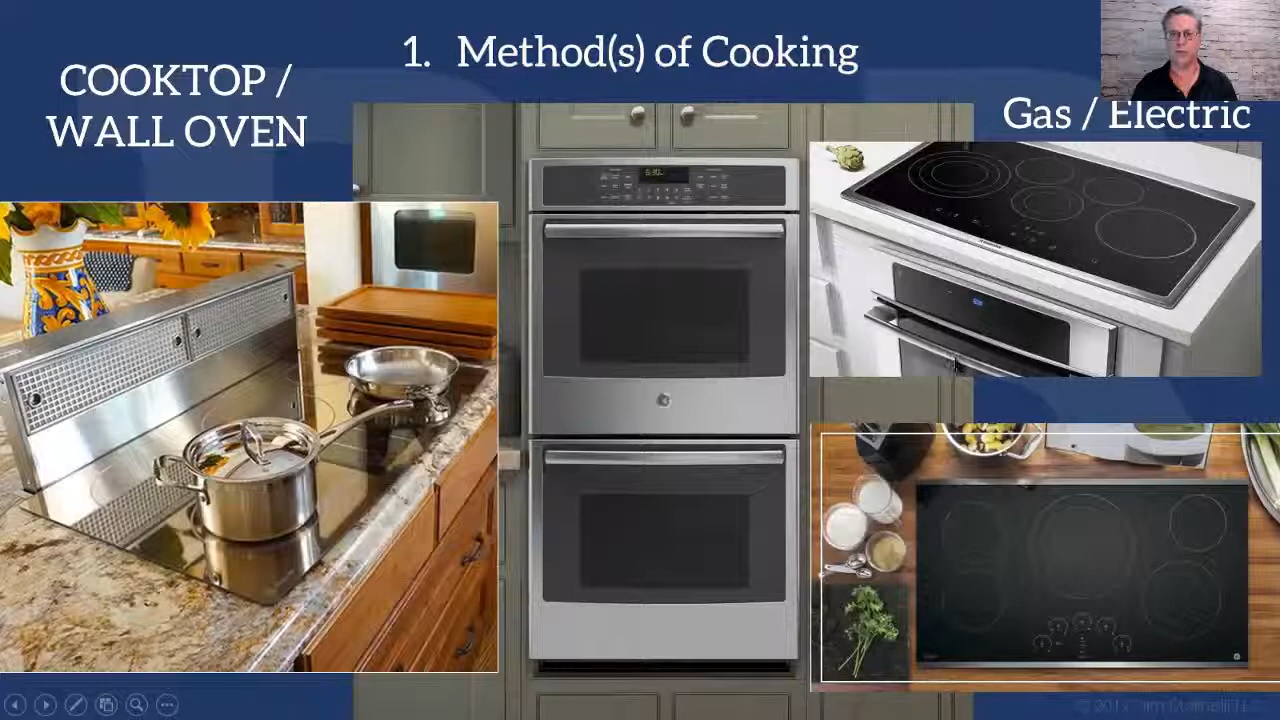 1. Method(s) of Cooking
COOKTOP /
WALL OVEN
Gas / Electric